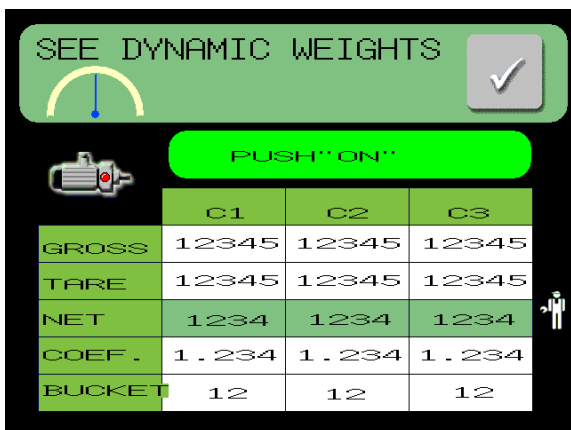 SEE DYNAMIC WEIGHTS
PUSH"ON"
C1 C2 C3
GROSS 12345 12345 12345
TARE 12345 12345 12345
NET 1234 1234 1234
COEF. 1.234 1.234 1.234
BUCKET 12 12 12